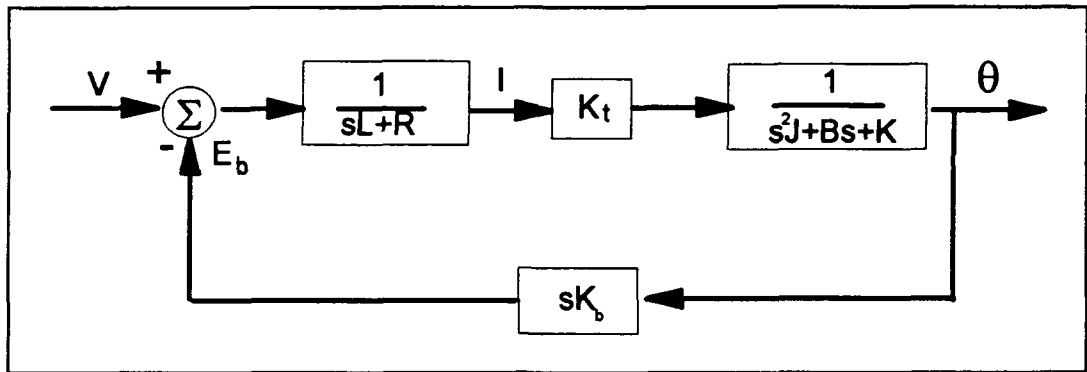 V
+
Σ
-
E_b
1
sL+R
I
K_t
1
s²J+Bs+K
θ
sK_b